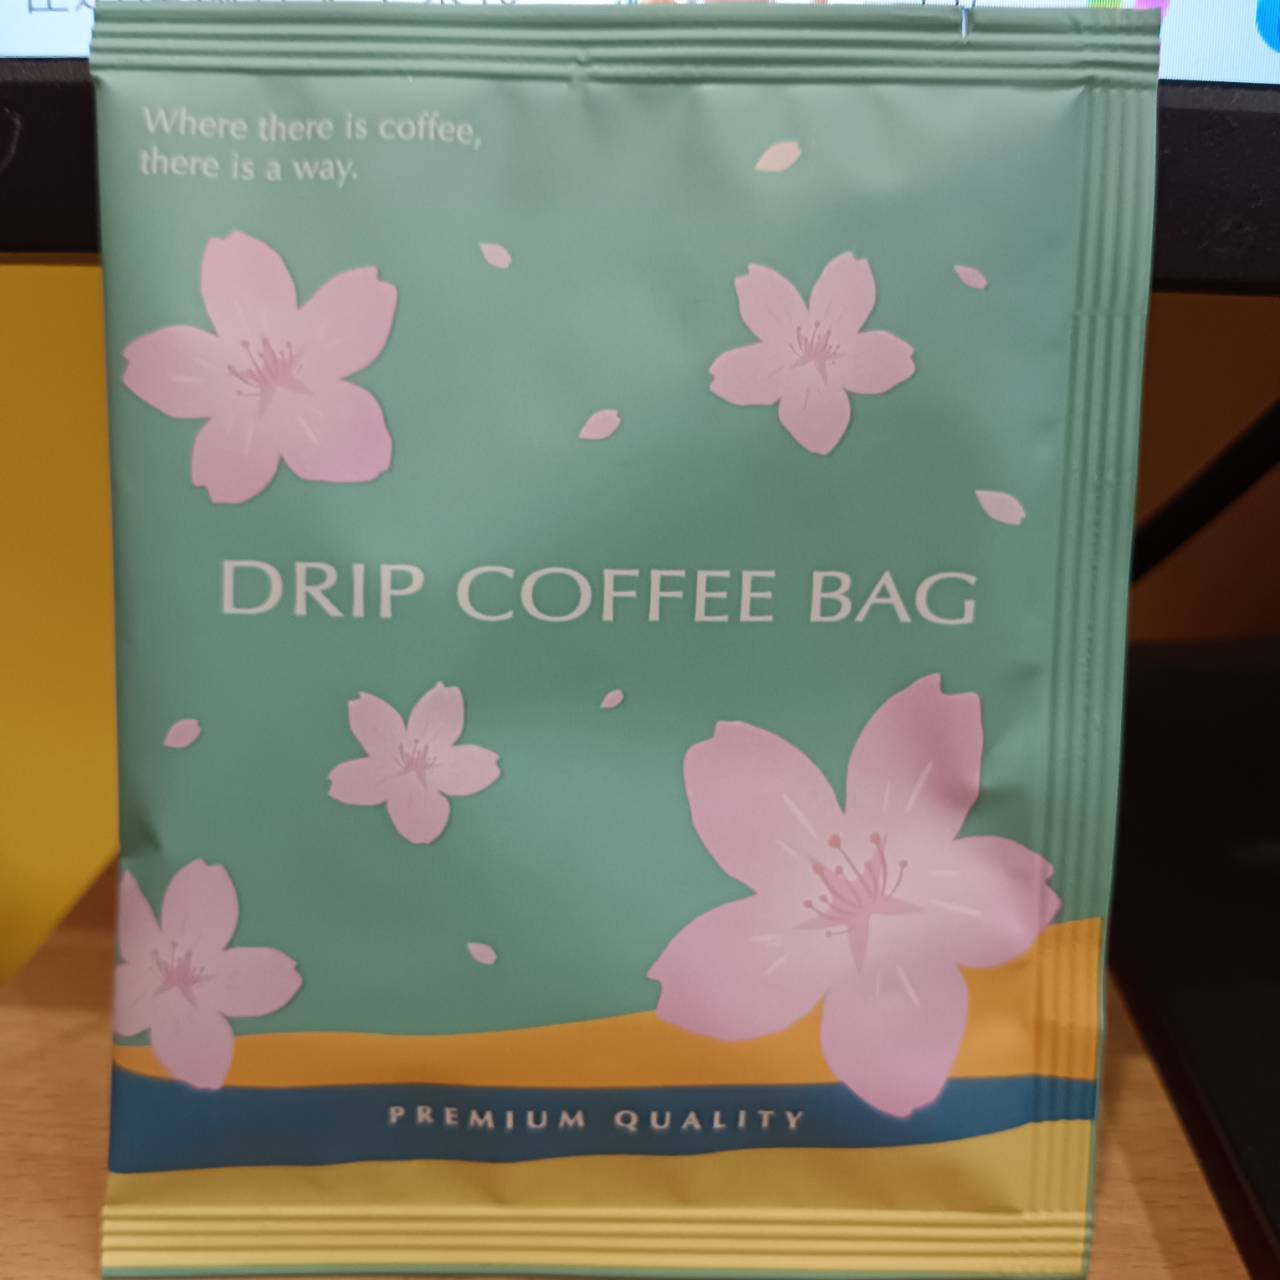 Where there is coffee,
there is a way.
DRIP COFFEE BAG
PREMIUM QUALITY